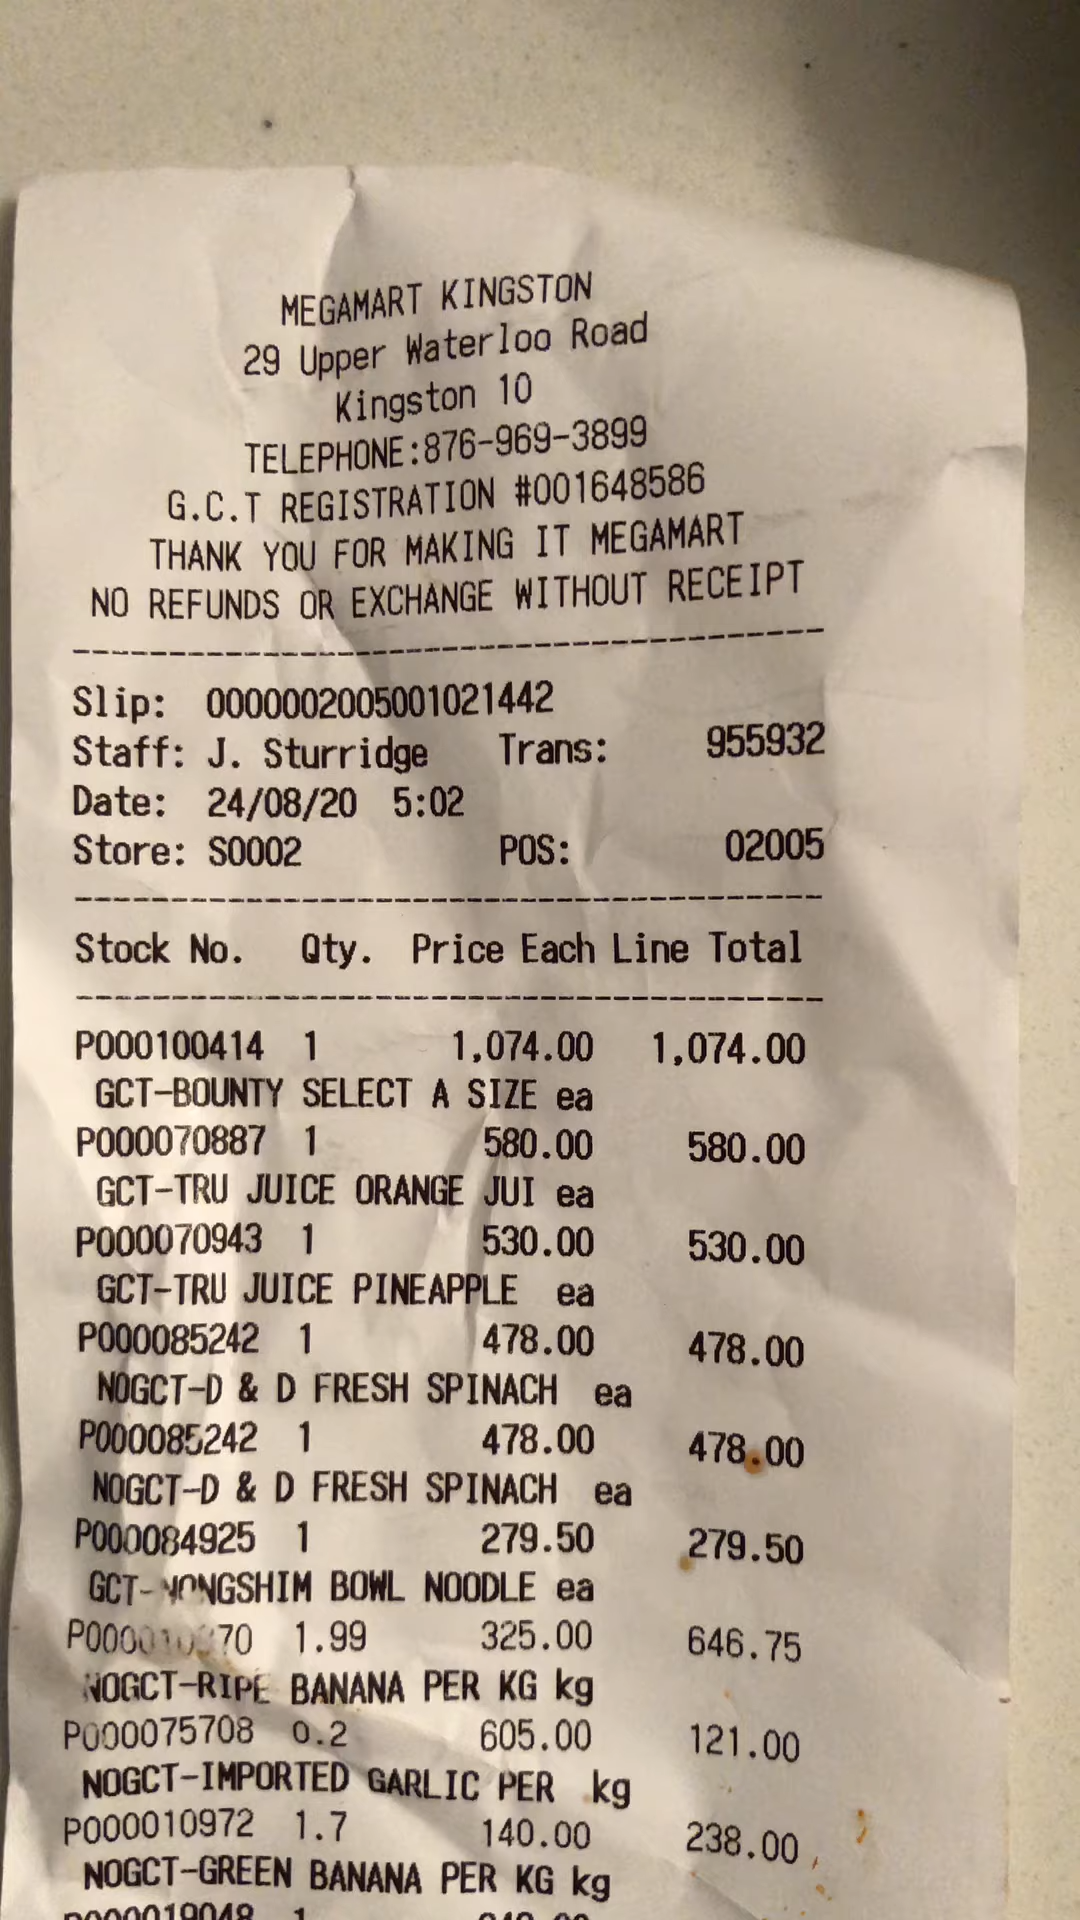 MEGAMART KINGSTON
29 Upper Waterloo Road
Kingston 10
TELEPHONE:876-969-3899
G.C.T REGISTRATION #001648586
THANK YOU FOR MAKING IT MEGAMART
NO REFUNDS OR EXCHANGE WITHOUT RECEIPT
Slip: 0000002005001021442
Staff: J. Sturridge Trans: 955932
Date: 24/08/20 5:02
Store: S0002 POS: 02005
Stock No. Qty. Price Each Line Total
P000100414 1 1,074.00 1,074.00
GCT-BOUNTY SELECT A SIZE ea
P000070887 1 580.00 580.00
GCT-TRU JUICE ORANGE JUI ea
P000070943 1 530.00 530.00
GCT-TRU JUICE PINEAPPLE ea
P000085242 1 478.00 478.00
NOGCT-D & D FRESH SPINACH ea
P000085242 1 478.00 478.00
NOGCT-D & D FRESH SPINACH ea
P000084925 1 279.50 279.50
GCT-NONGSHIM BOWL NOODLE ea
1.99 325.00 646.75
NOGCT-RIPE BANANA PER KG kg
P000075708 0.2 605.00 121.00
NOGCT-IMPORTED GARLIC PER kg
P000010972 1.7 140.00 238.00
NOGCT-GREEN BANANA PER KG kg
P000019048 1